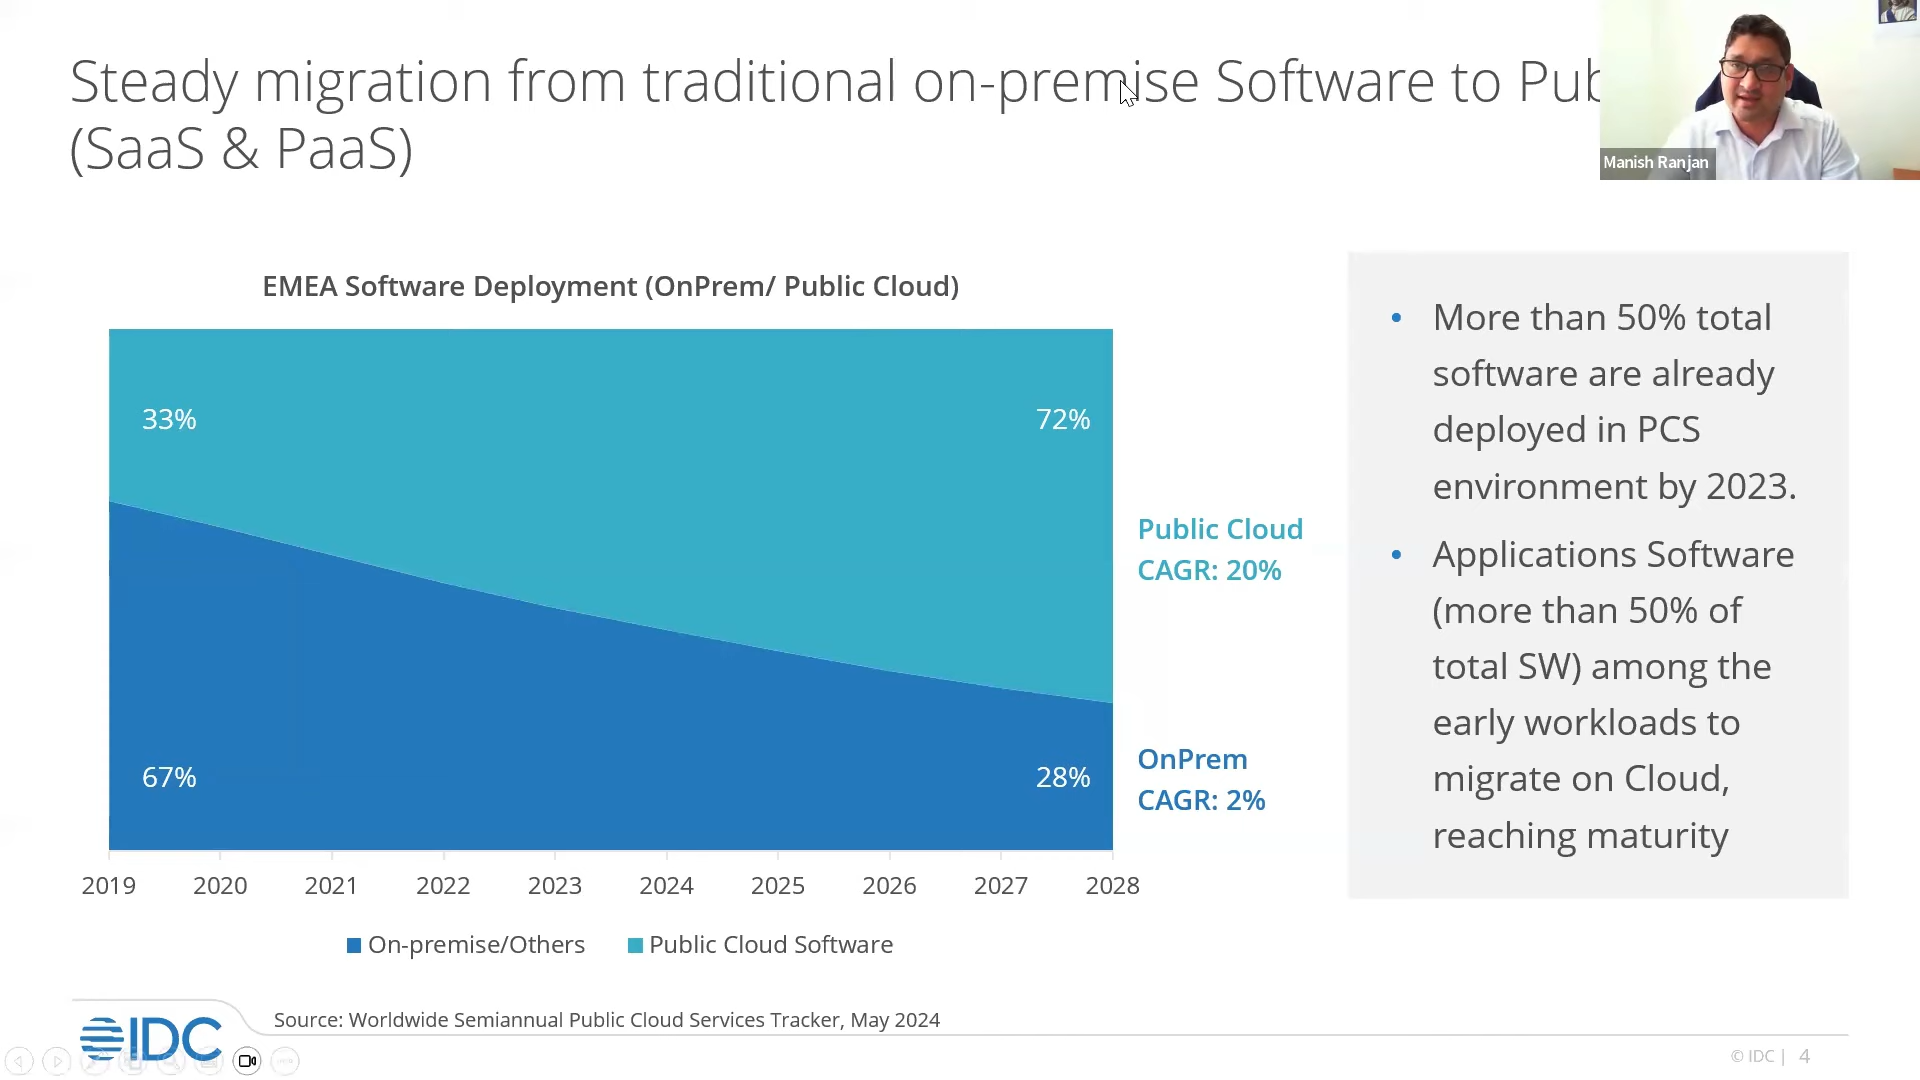 Steady migration from traditional on-premise Software to Pub
(SaaS & PaaS)
Manish Ranjan
EMEA Software Deployment (OnPrem/ Public Cloud)
33%
72%
67%
28%
Public Cloud
CAGR: 20%
OnPrem
CAGR: 2%
2019 2020 2021 2022 2023 2024 2025 2026 2027 2028
On-premise/Others Public Cloud Software
• More than 50% total
software are already
deployed in PCS
environment by 2023.
• Applications Software
(more than 50% of
total SW) among the
early workloads to
migrate on Cloud,
reaching maturity
IDC
Source: Worldwide Semiannual Public Cloud Services Tracker, May 2024
© IDC | 4